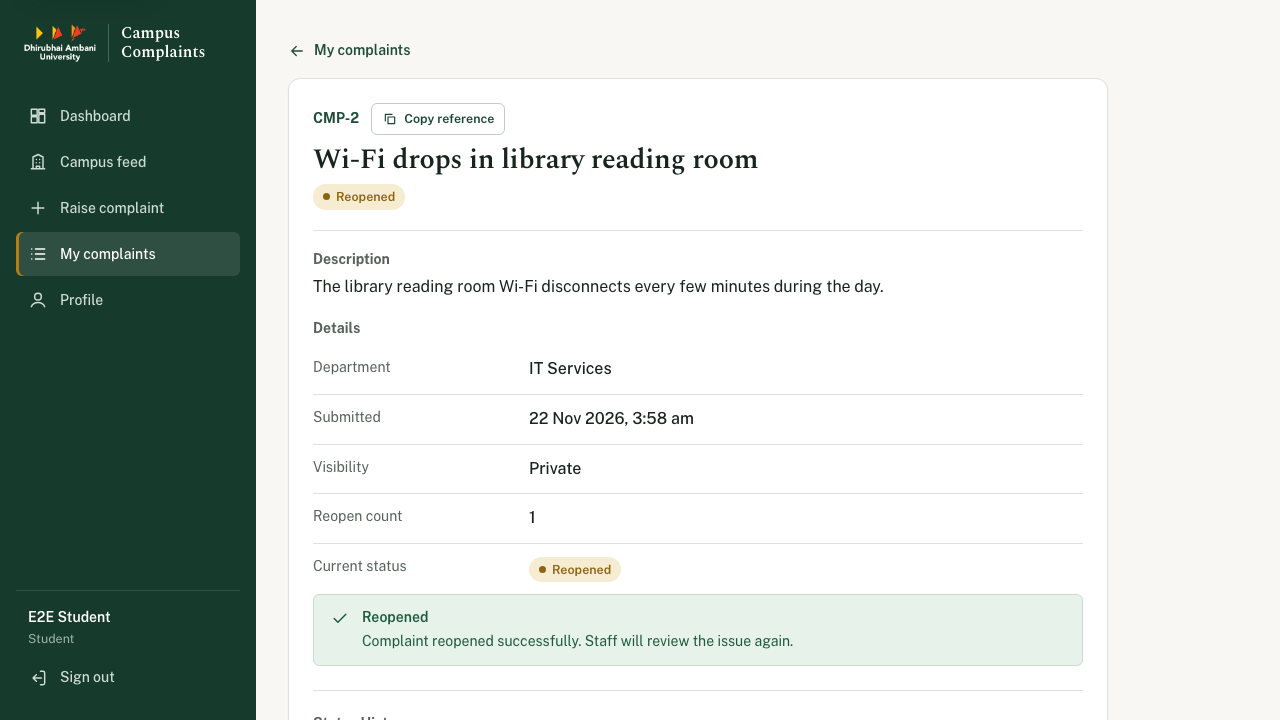 Dhirubhai Ambani
University
Campus
Complaints
Dashboard
Campus feed
Raise complaint
My complaints
Profile
E2E Student
Student
Sign out
My complaints
CMP-2
Copy reference
Wi-Fi drops in library reading room
Reopened
Description
The library reading room Wi-Fi disconnects every few minutes during the day.
Details
Department IT Services
Submitted 22 Nov 2026, 3:58 am
Visibility Private
Reopen count 1
Current status Reopened
Reopened
Complaint reopened successfully. Staff will review the issue again.